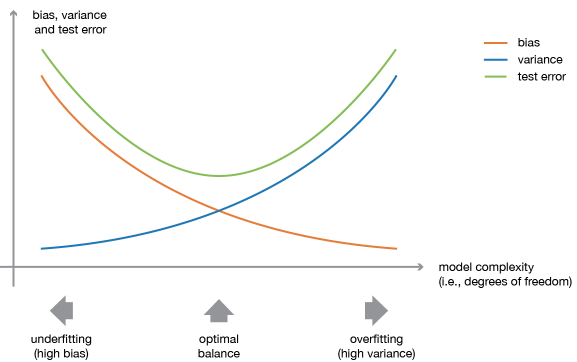 bias, variance
and test error
bias
variance
test error
model complexity
(i.e., degrees of freedom)
underfitting
(high bias)
optimal
balance
overfitting
(high variance)